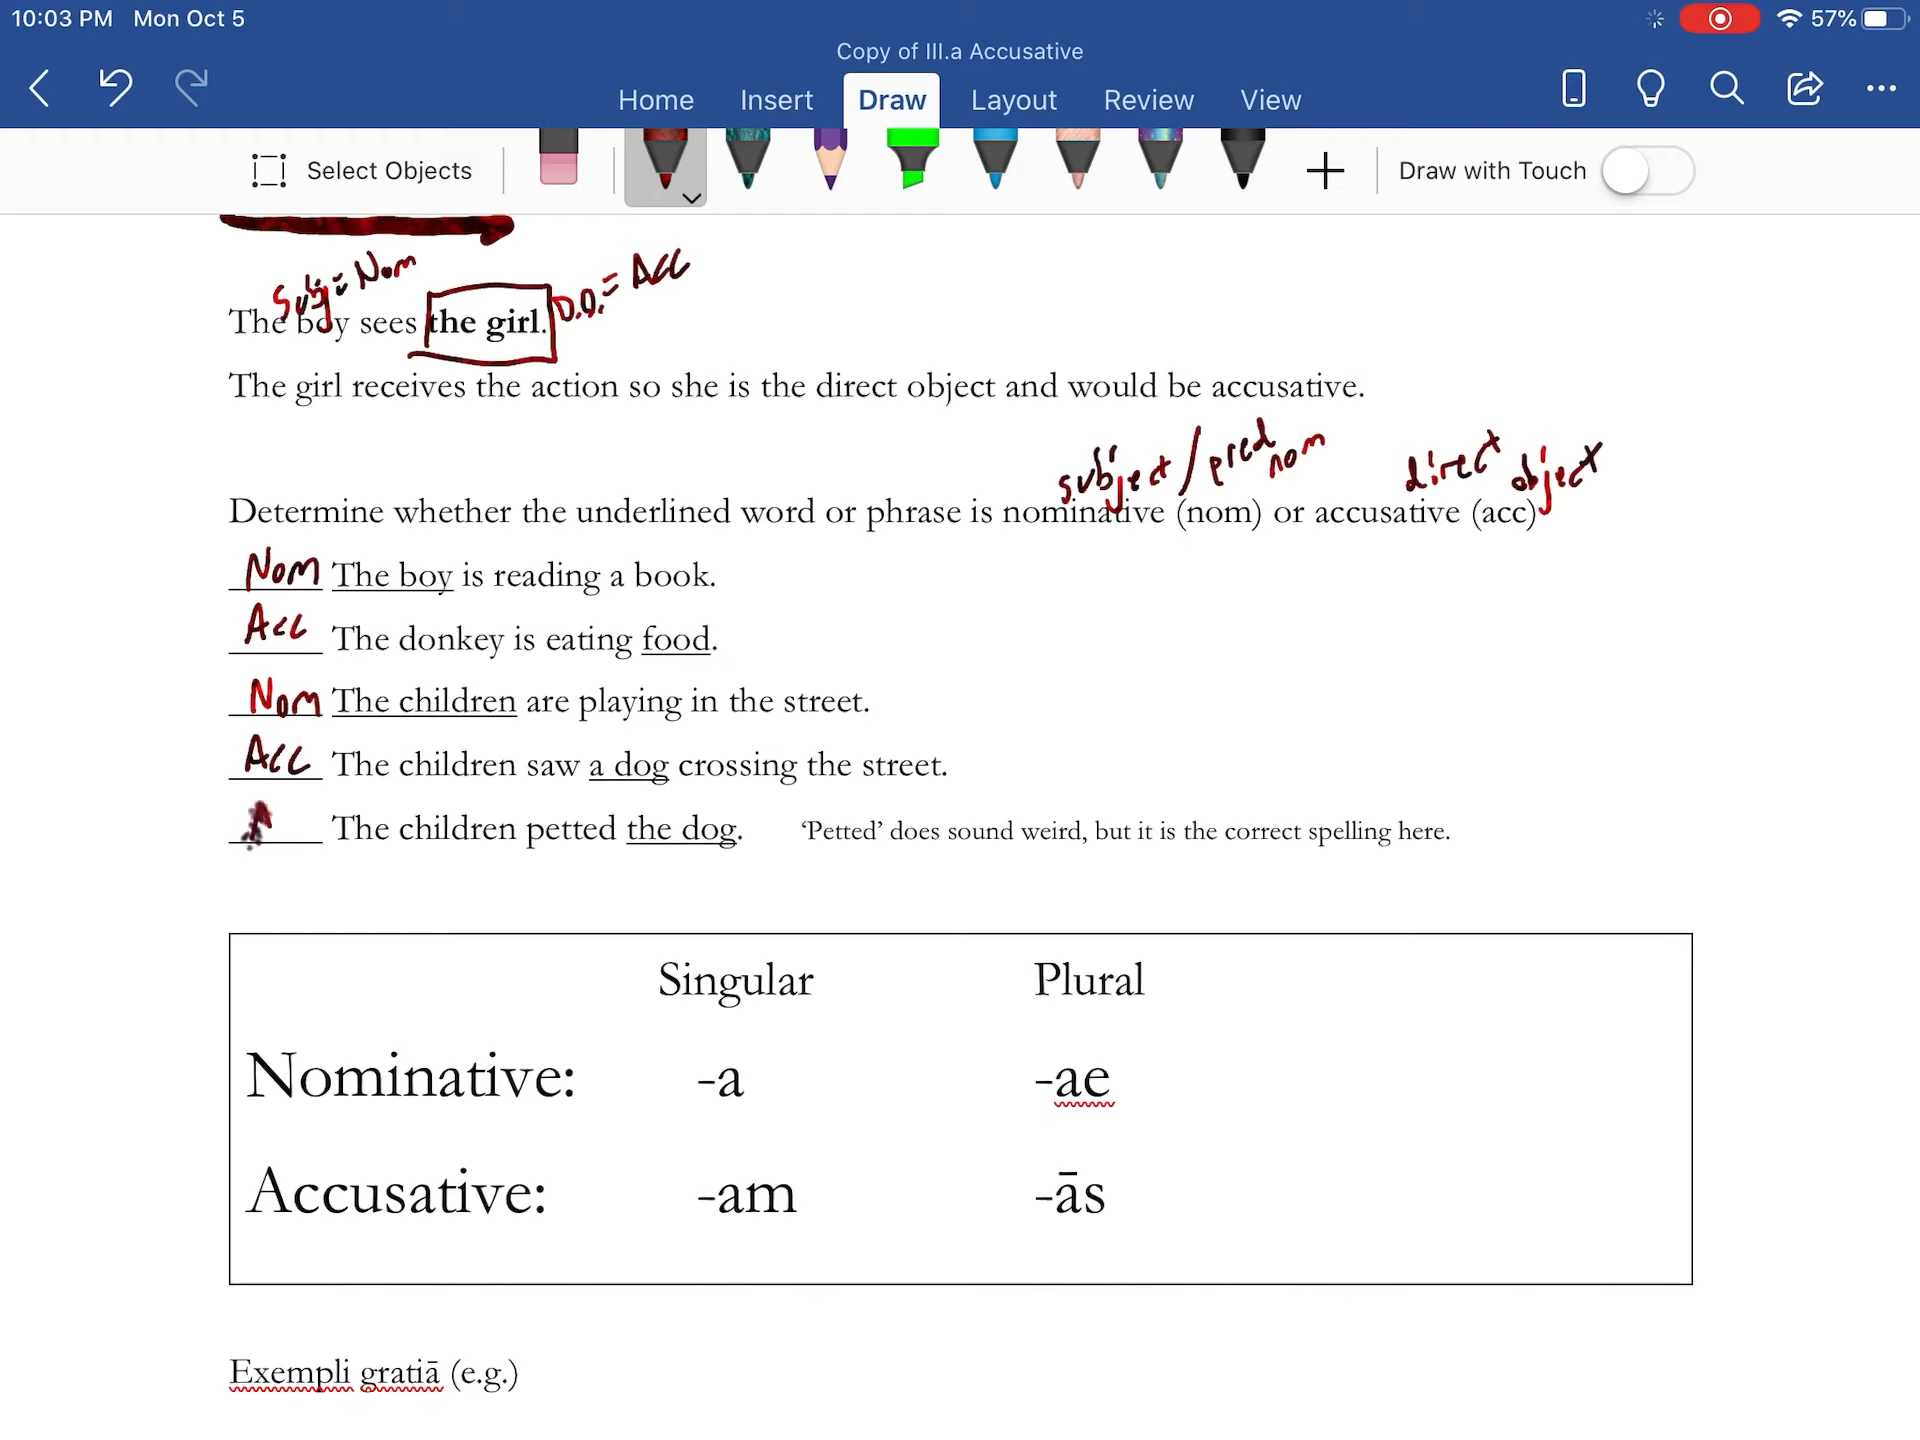 10:03 PM Mon Oct 5 57%
Copy of III.a Accusative
Home Insert Draw Layout Review View
Select Objects Draw with Touch
Subj = Nom
D.O. = Acc
The boy sees the girl.
The girl receives the action so she is the direct object and would be accusative.
subject / pred nom direct object
Determine whether the underlined word or phrase is nominative (nom) or accusative (acc)
Nom The boy is reading a book.
Acc The donkey is eating food.
Nom The children are playing in the street.
Acc The children saw a dog crossing the street.
A The children petted the dog. ‘Petted’ does sound weird, but it is the correct spelling here.
Singular Plural
Nominative: -a -ae
Accusative: -am -ās
Exempli gratiā (e.g.)